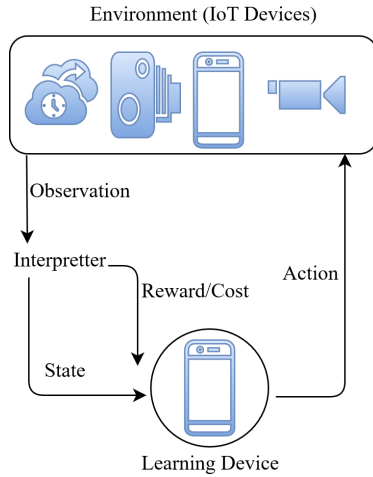 Environment (IoT Devices)
Observation
Interpretter
Reward/Cost
Action
State
Learning Device